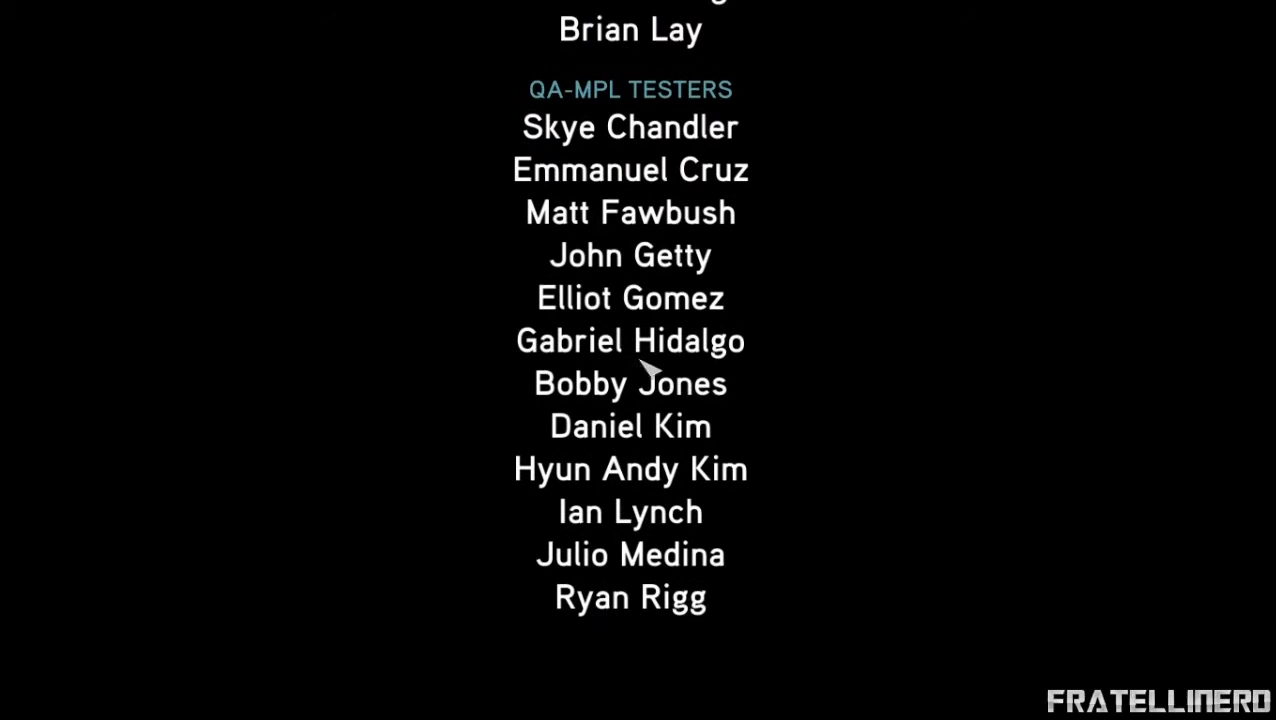 Brian Lay
QA-MPL TESTERS
Skye Chandler
Emmanuel Cruz
Matt Fawbush
John Getty
Elliot Gomez
Gabriel Hidalgo
Bobby Jones
Daniel Kim
Hyun Andy Kim
Ian Lynch
Julio Medina
Ryan Rigg
FRATELLINERD